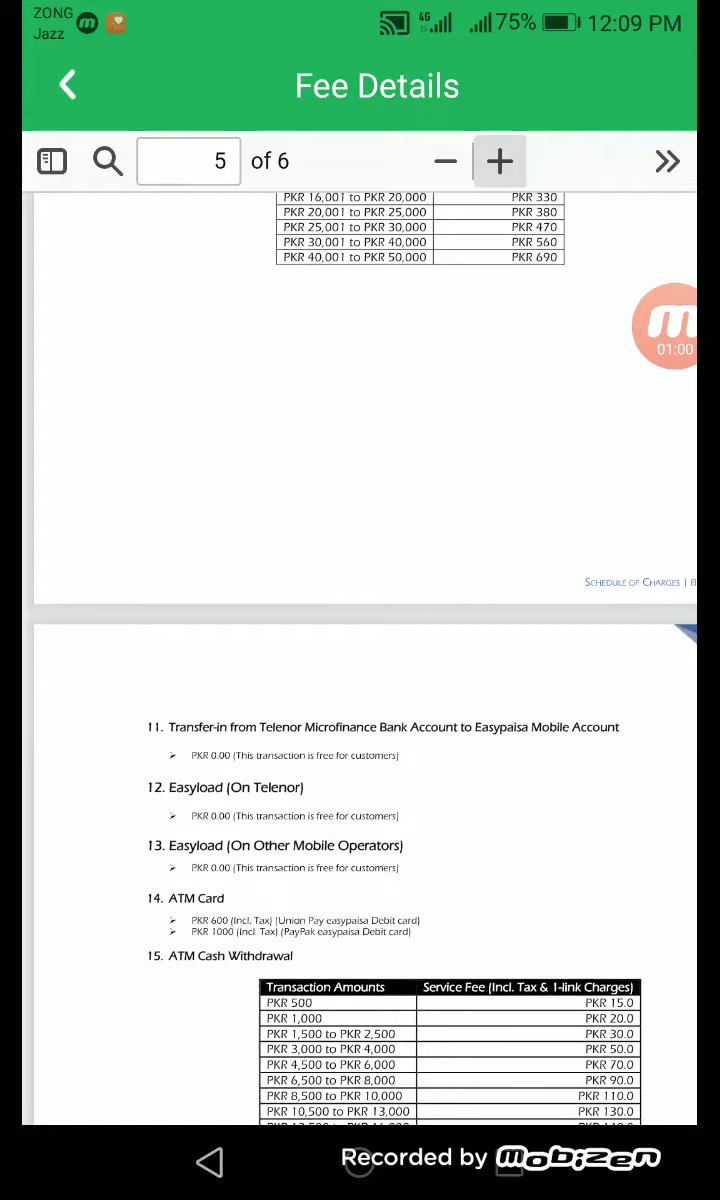 ZONG
Jazz
4G
75%
12:09 PM
Fee Details
5 of 6
PKR 16,001 to PKR 20,000 PKR 330
PKR 20,001 to PKR 25,000 PKR 380
PKR 25,001 to PKR 30,000 PKR 470
PKR 30,001 to PKR 40,000 PKR 560
PKR 40,001 to PKR 50,000 PKR 690
m
01:00
SCHEDULE OF CHARGES | B
11. Transfer-in from Telenor Microfinance Bank Account to Easypaisa Mobile Account
➢ PKR 0.00 (This transaction is free for customers)
12. Easyload (On Telenor)
➢ PKR 0.00 (This transaction is free for customers)
13. Easyload (On Other Mobile Operators)
➢ PKR 0.00 (This transaction is free for customers)
14. ATM Card
➢ PKR 600 (Incl. Tax) (Union Pay easypaisa Debit card)
➢ PKR 1000 (Incl. Tax) (PayPak easypaisa Debit card)
15. ATM Cash Withdrawal
Transaction Amounts Service Fee (Incl. Tax & 1-link Charges)
PKR 500 PKR 15.0
PKR 1,000 PKR 20.0
PKR 1,500 to PKR 2,500 PKR 30.0
PKR 3,000 to PKR 4,000 PKR 50.0
PKR 4,500 to PKR 6,000 PKR 70.0
PKR 6,500 to PKR 8,000 PKR 90.0
PKR 8,500 to PKR 10,000 PKR 110.0
PKR 10,500 to PKR 13,000 PKR 130.0
Recorded by mobizen